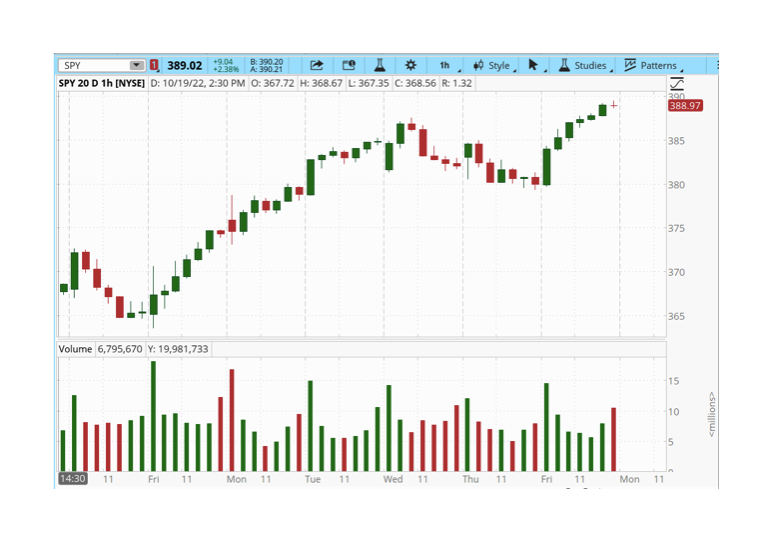 SPY 1 389.02 +9.04 +2.38% B: 390.20 A: 390.21 1h Style Studies Patterns
SPY 20 D 1h [NYSE] D: 10/19/22, 2:30 PM O: 367.72 H: 368.67 L: 367.35 C: 368.56 R: 1.32
390
388.97
385
380
375
370
365
Volume 6,795,670 Y: 19,981,733
15
10
5
0
<millions>
14:30 11 Fri 11 Mon 11 Tue 11 Wed 11 Thu 11 Fri 11 Mon 11